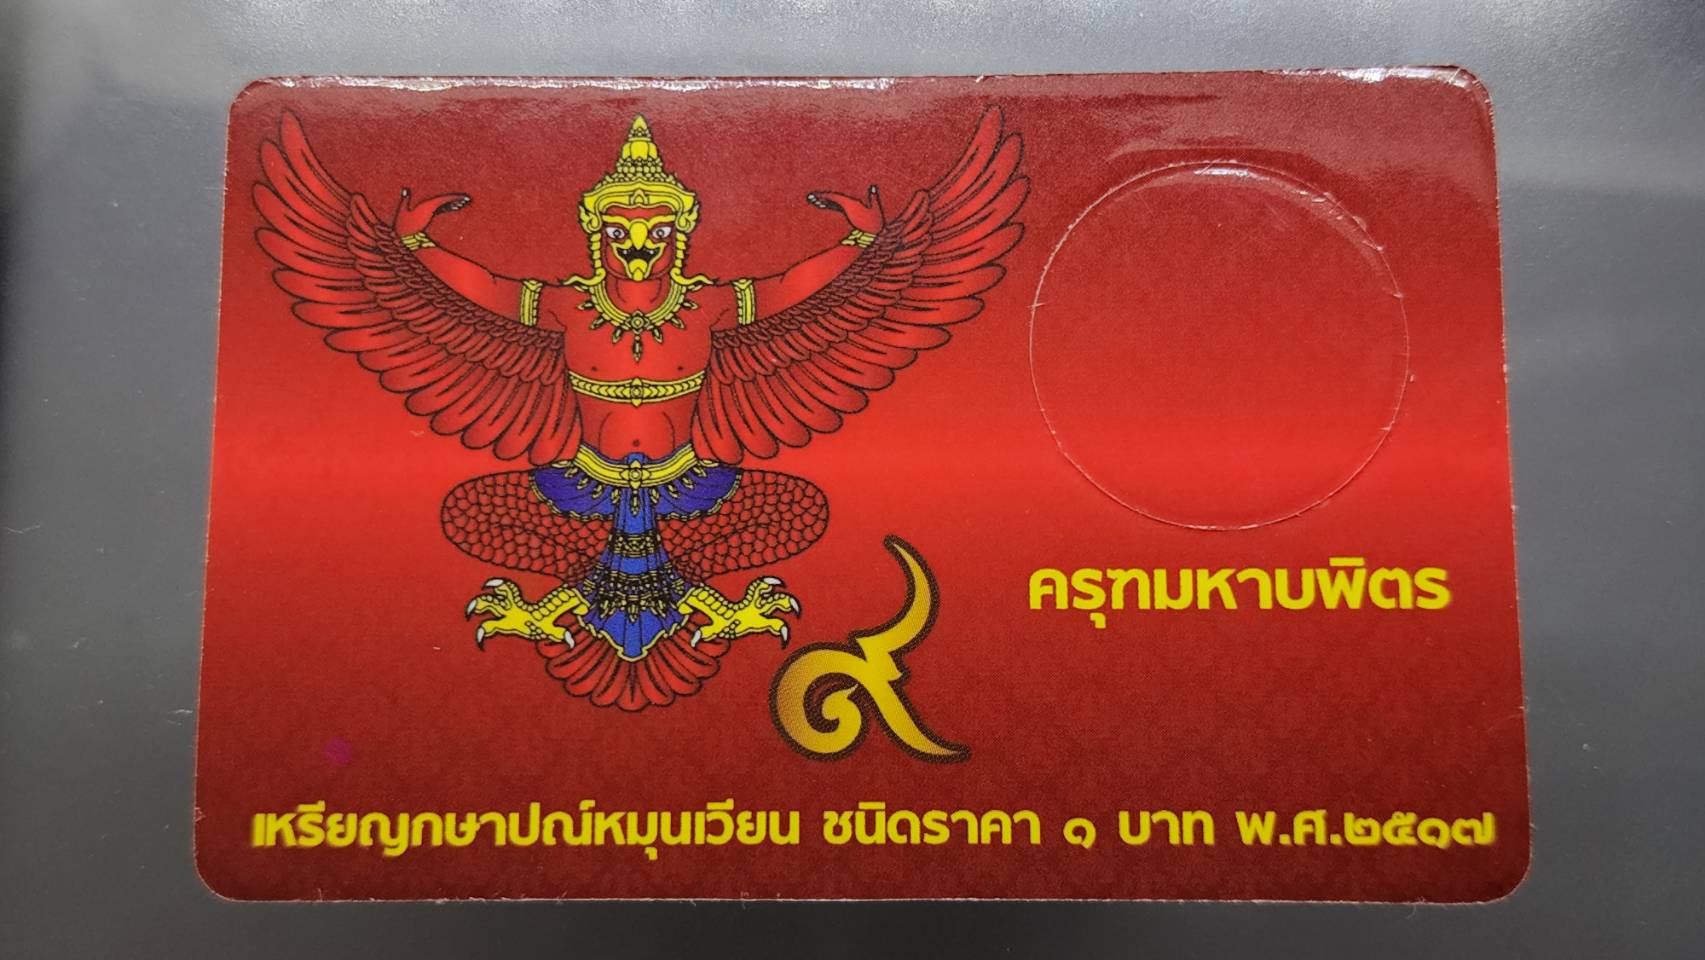 ครุฑมหาบพิตร
๙
เหรียญกษาปณ์หมุนเวียน ชนิดราคา ๑ บาท พ.ศ.๒๕๑๗